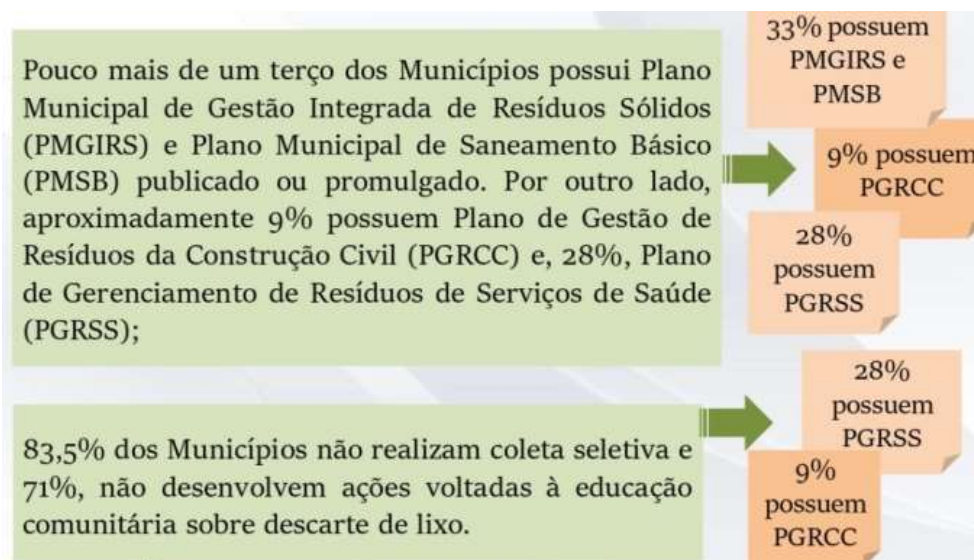 Pouco mais de um terço dos Municípios possui Plano
Municipal de Gestão Integrada de Resíduos Sólidos
(PMGIRS) e Plano Municipal de Saneamento Básico
(PMSB) publicado ou promulgado. Por outro lado,
aproximadamente 9% possuem Plano de Gestão de
Resíduos da Construção Civil (PGRCC) e, 28%, Plano
de Gerenciamento de Resíduos de Serviços de Saúde
(PGRSS);
33% possuem
PMGIRS e
PMSB
9% possuem
PGRCC
28%
possuem
PGRSS
83,5% dos Municípios não realizam coleta seletiva e
71%, não desenvolvem ações voltadas à educação
comunitária sobre descarte de lixo.
28%
possuem
PGRSS
9%
possuem
PGRCC